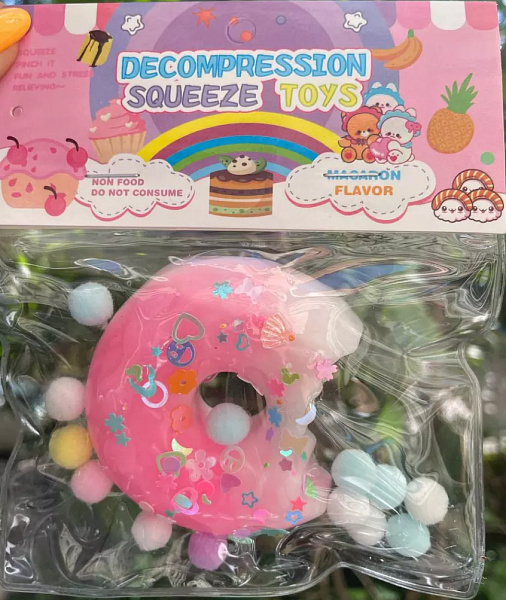 SQUEEZE
PINCH IT
FUN AND STRESS
RELIEVING~
DECOMPRESSION
SQUEEZE TOYS
NON FOOD
DO NOT CONSUME
MACARON
FLAVOR